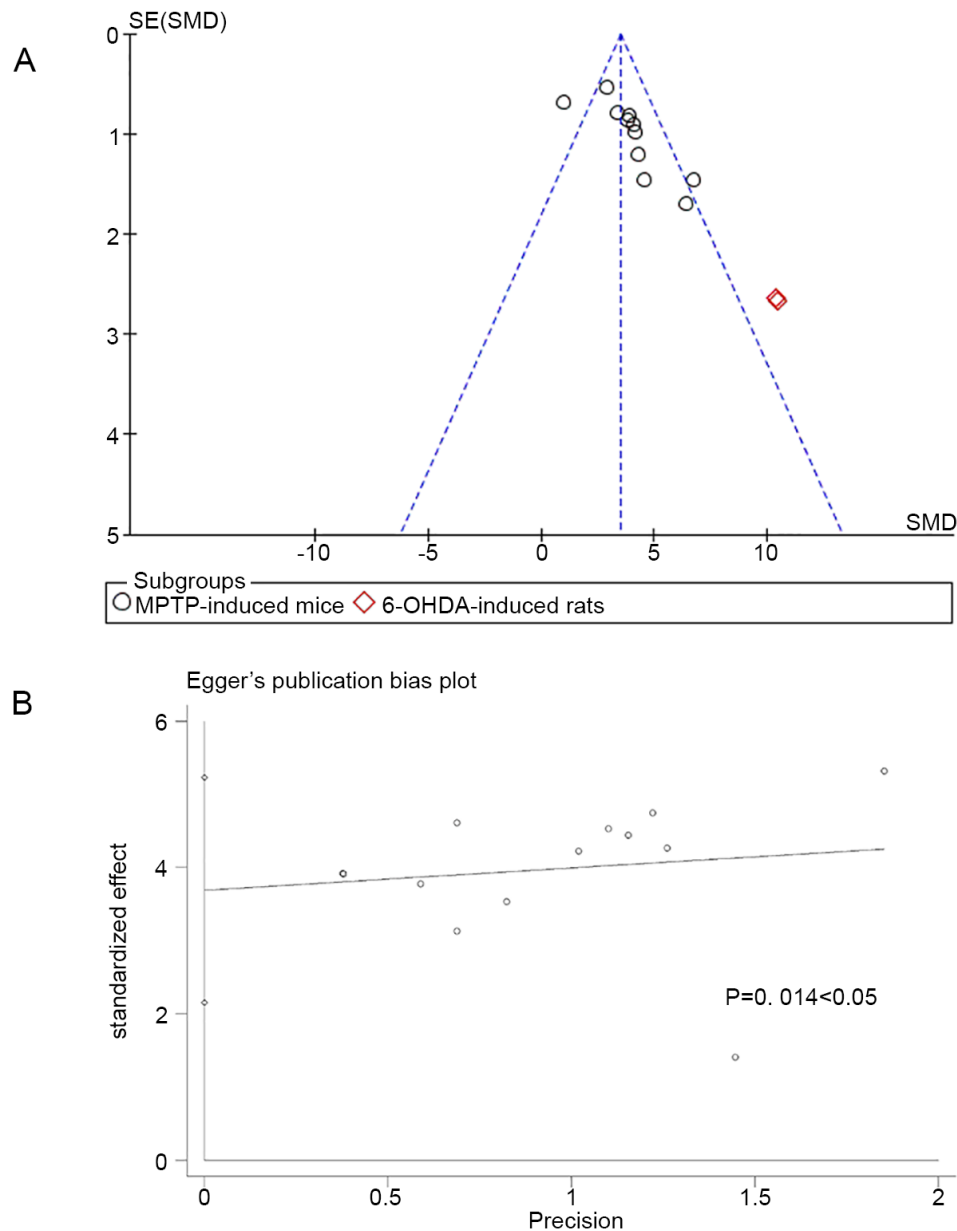 A
SE(SMD)
0
1
2
3
4
5
SMD
-10 -5 0 5 10
Subgroups
MPTP-induced mice 6-OHDA-induced rats
B
Egger's publication bias plot
6
4
2
0
standardized effect
P=0. 014<0.05
0 0.5 1 1.5 2
Precision